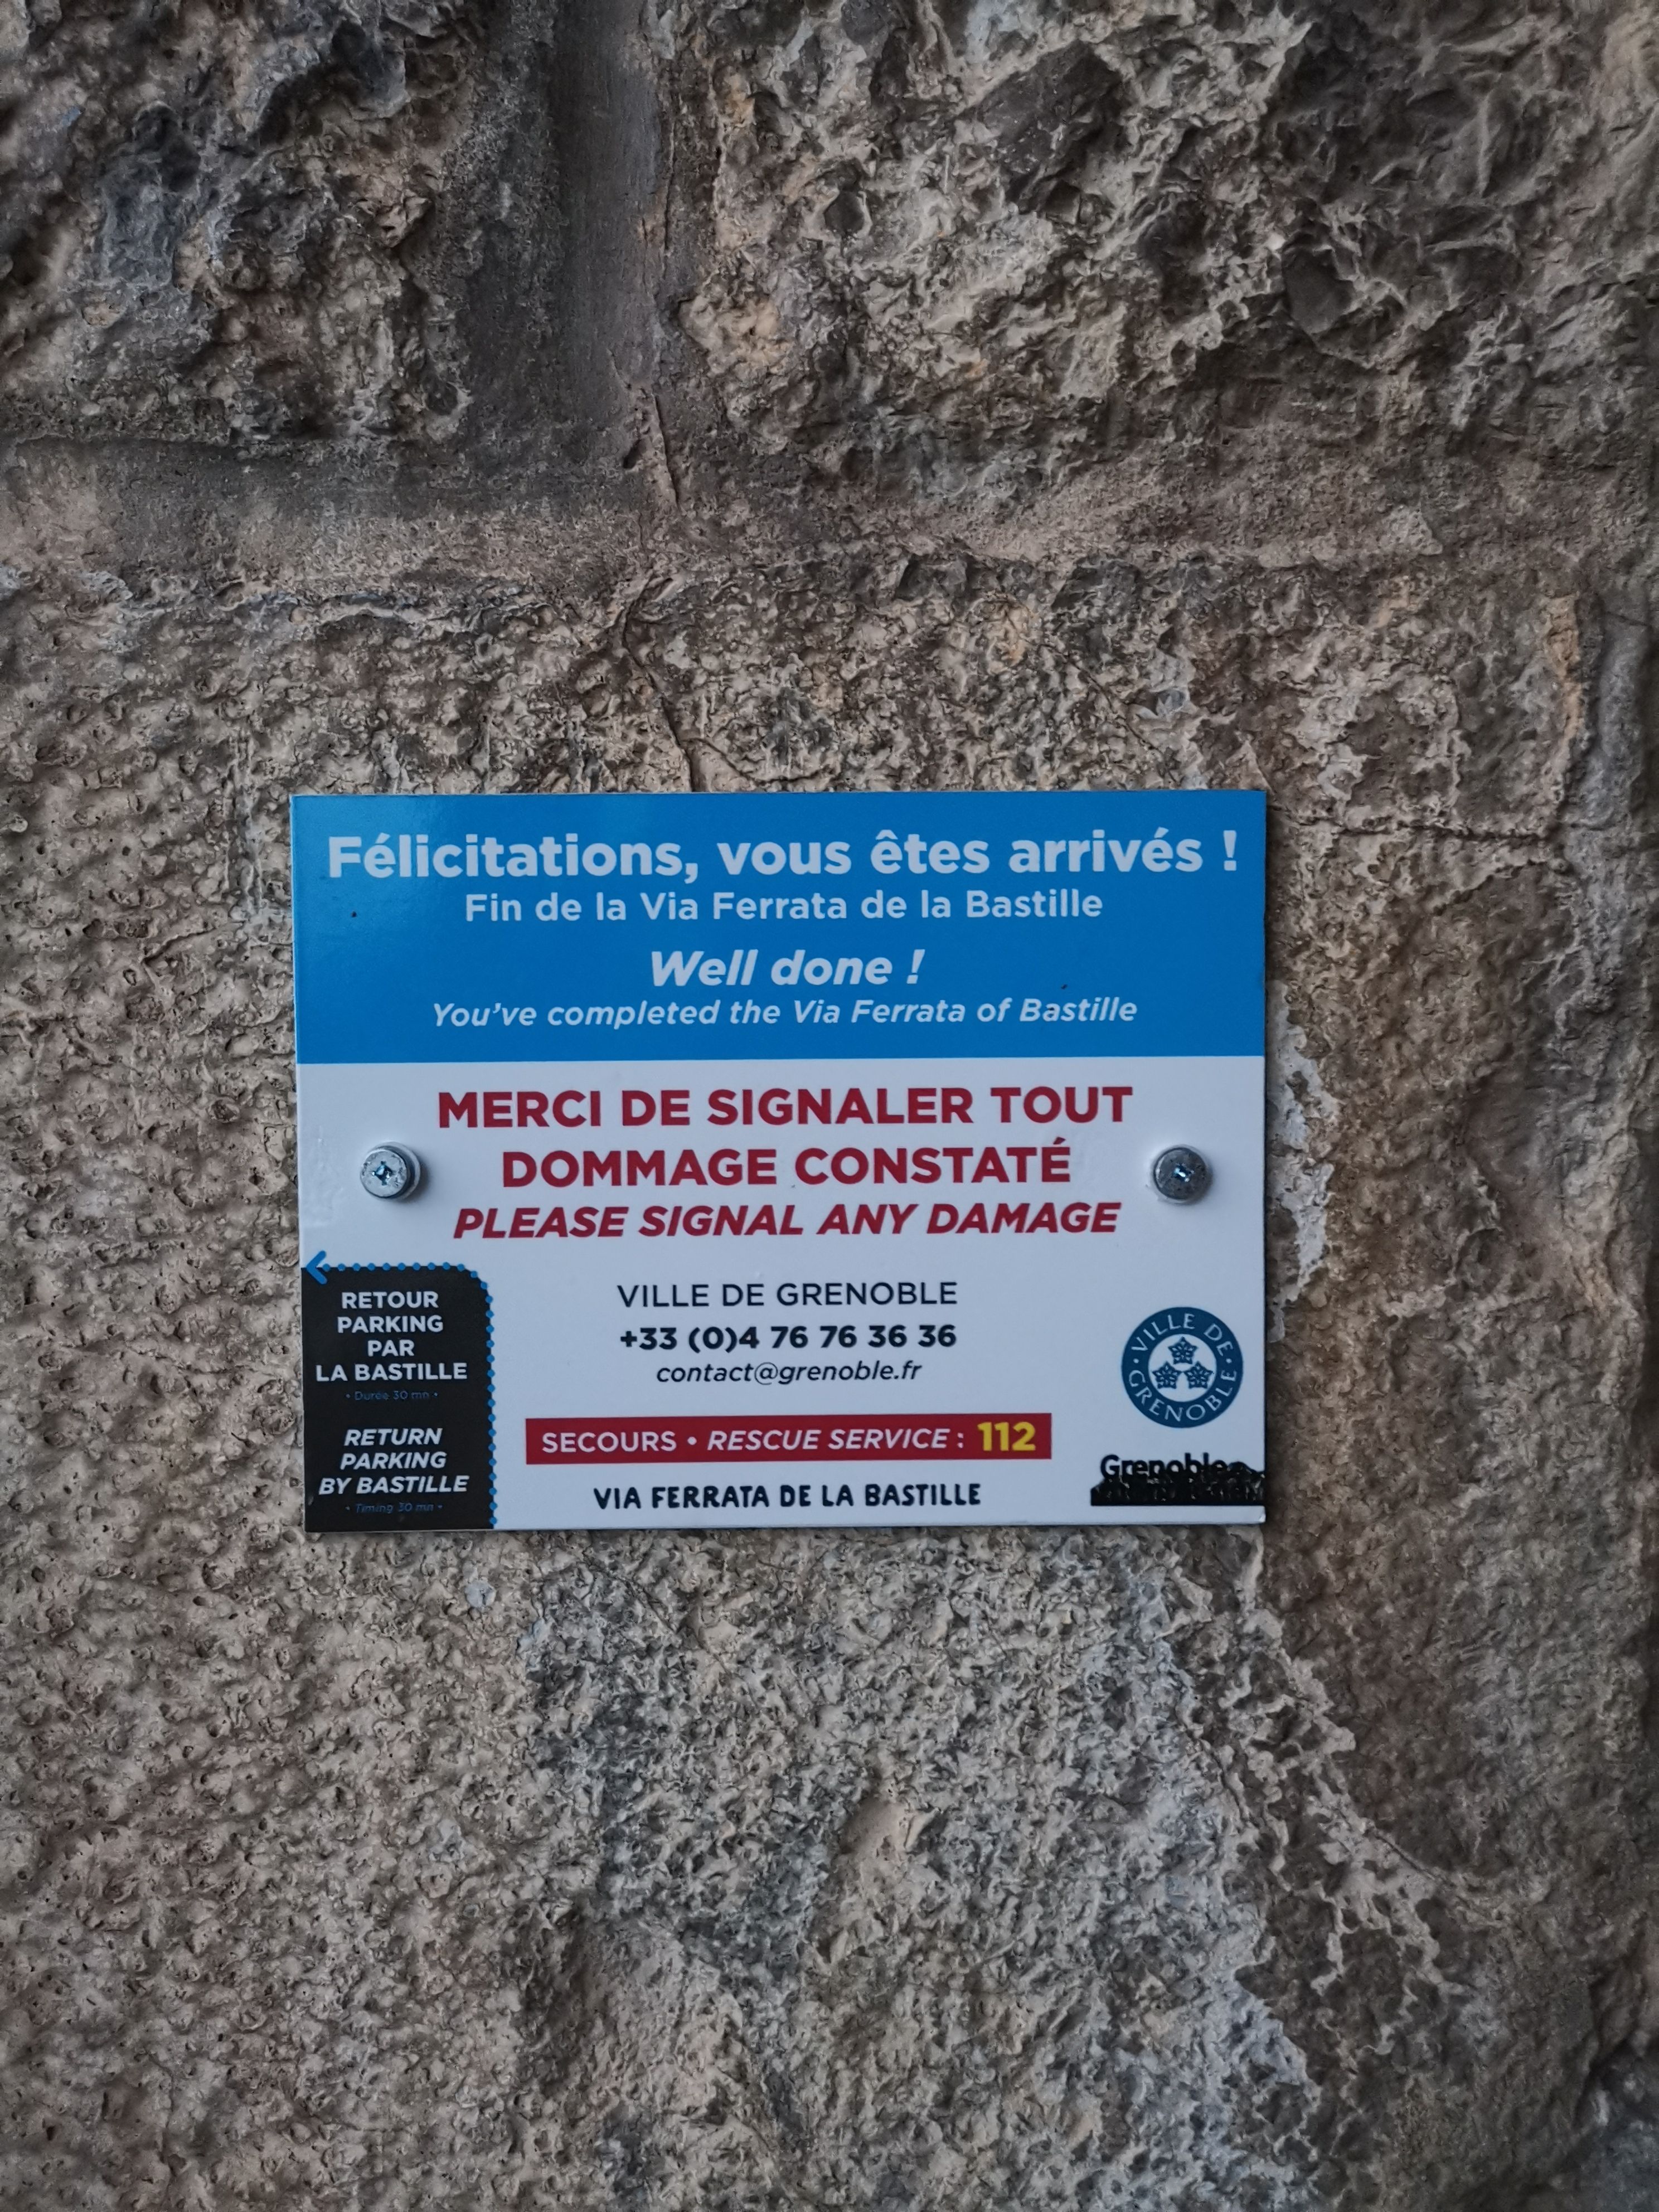 Félicitations, vous êtes arrivés !
Fin de la Via Ferrata de la Bastille
Well done !
You've completed the Via Ferrata of Bastille
MERCI DE SIGNALER TOUT
DOMMAGE CONSTATÉ
PLEASE SIGNAL ANY DAMAGE
RETOUR
PARKING
PAR
LA BASTILLE
• Durée 30 mn •
RETURN
PARKING
BY BASTILLE
• Timing 30 mn •
VILLE DE GRENOBLE
+33 (0)4 76 76 36 36
contact@grenoble.fr
SECOURS • RESCUE SERVICE : 112
VIA FERRATA DE LA BASTILLE
• VILLE DE • GRENOBLE
Grenoble